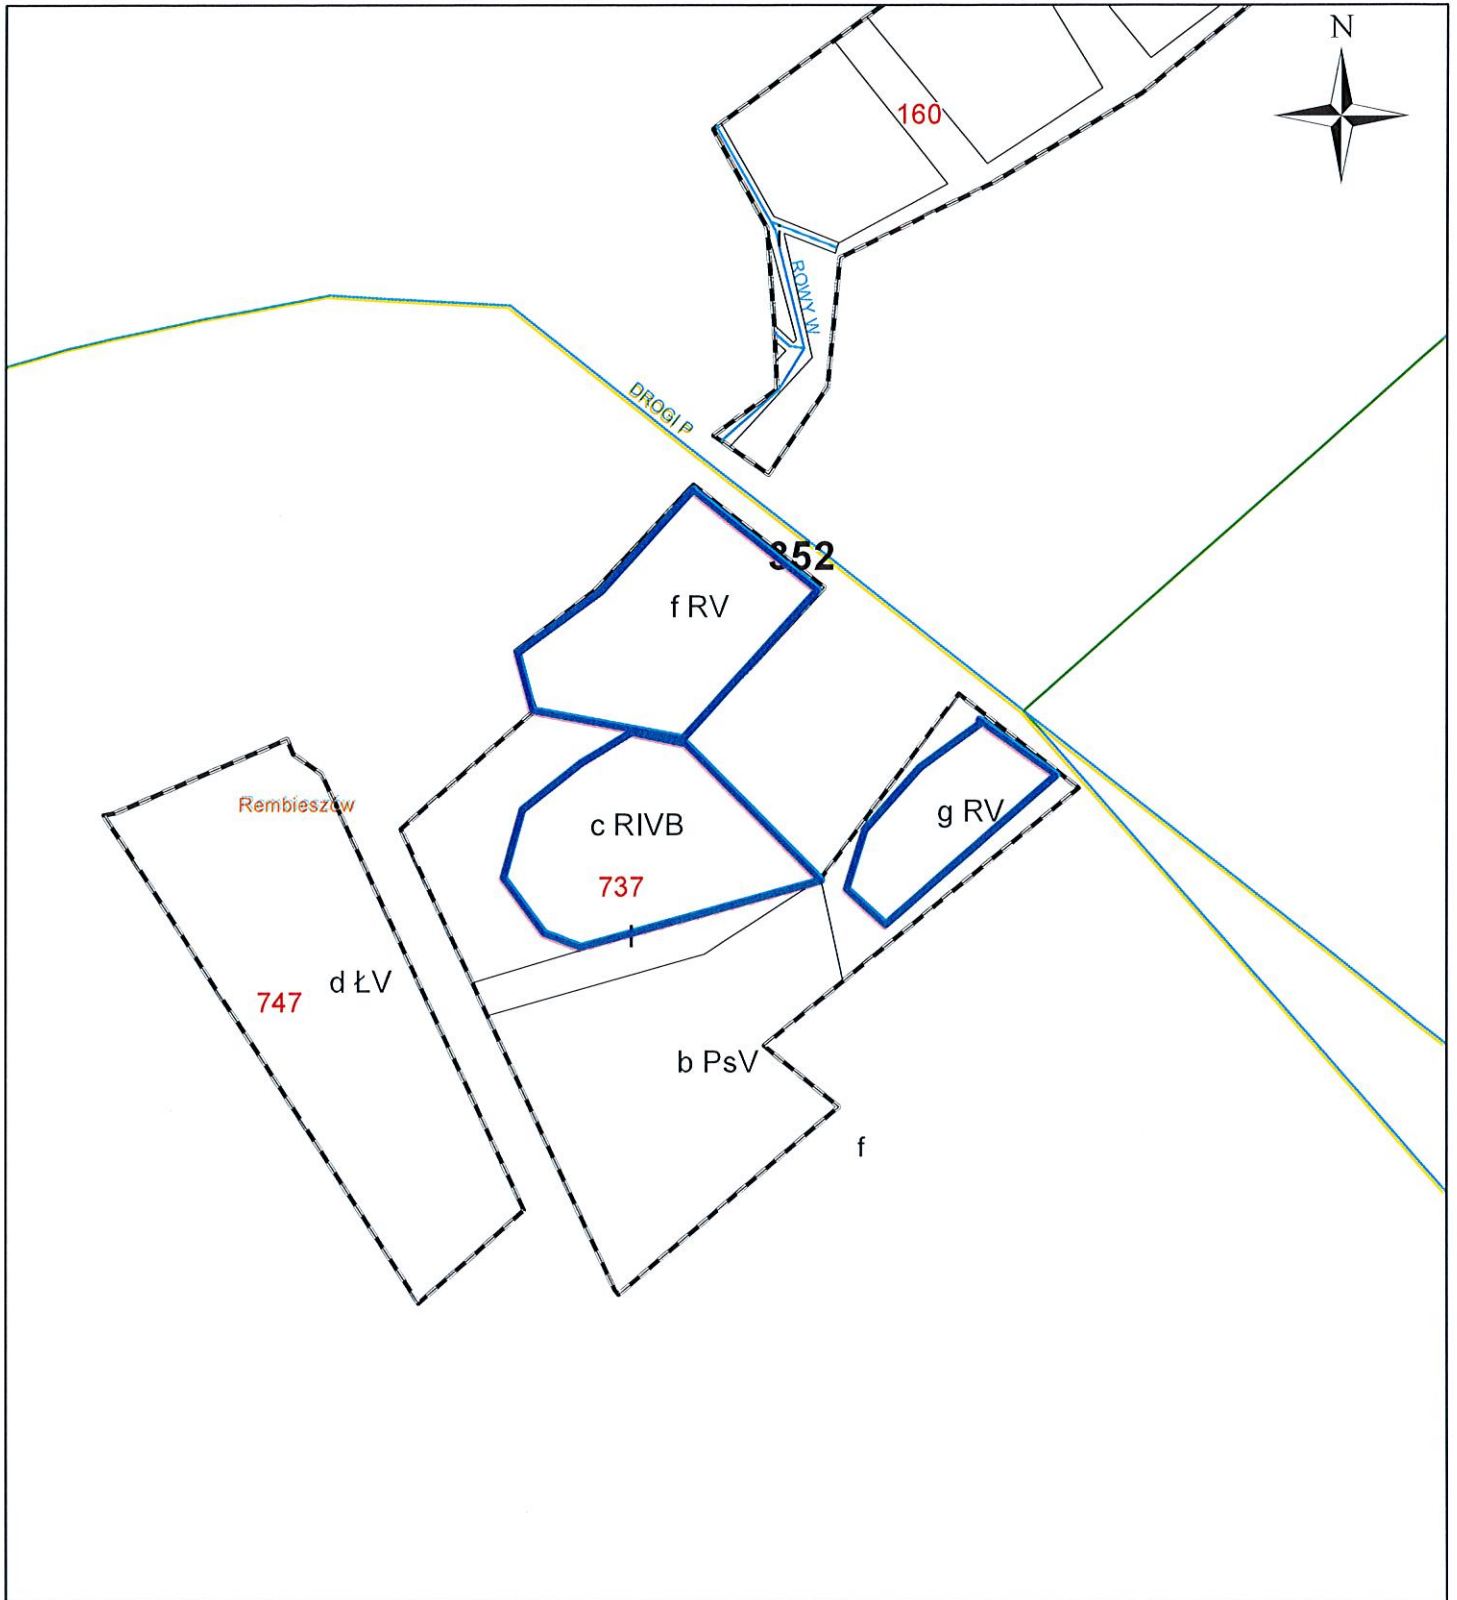 N
160
ROWY W
DROGI P
352
f RV
Rembieszów
c RIVB
g RV
737
d ŁV
747
b PsV
f